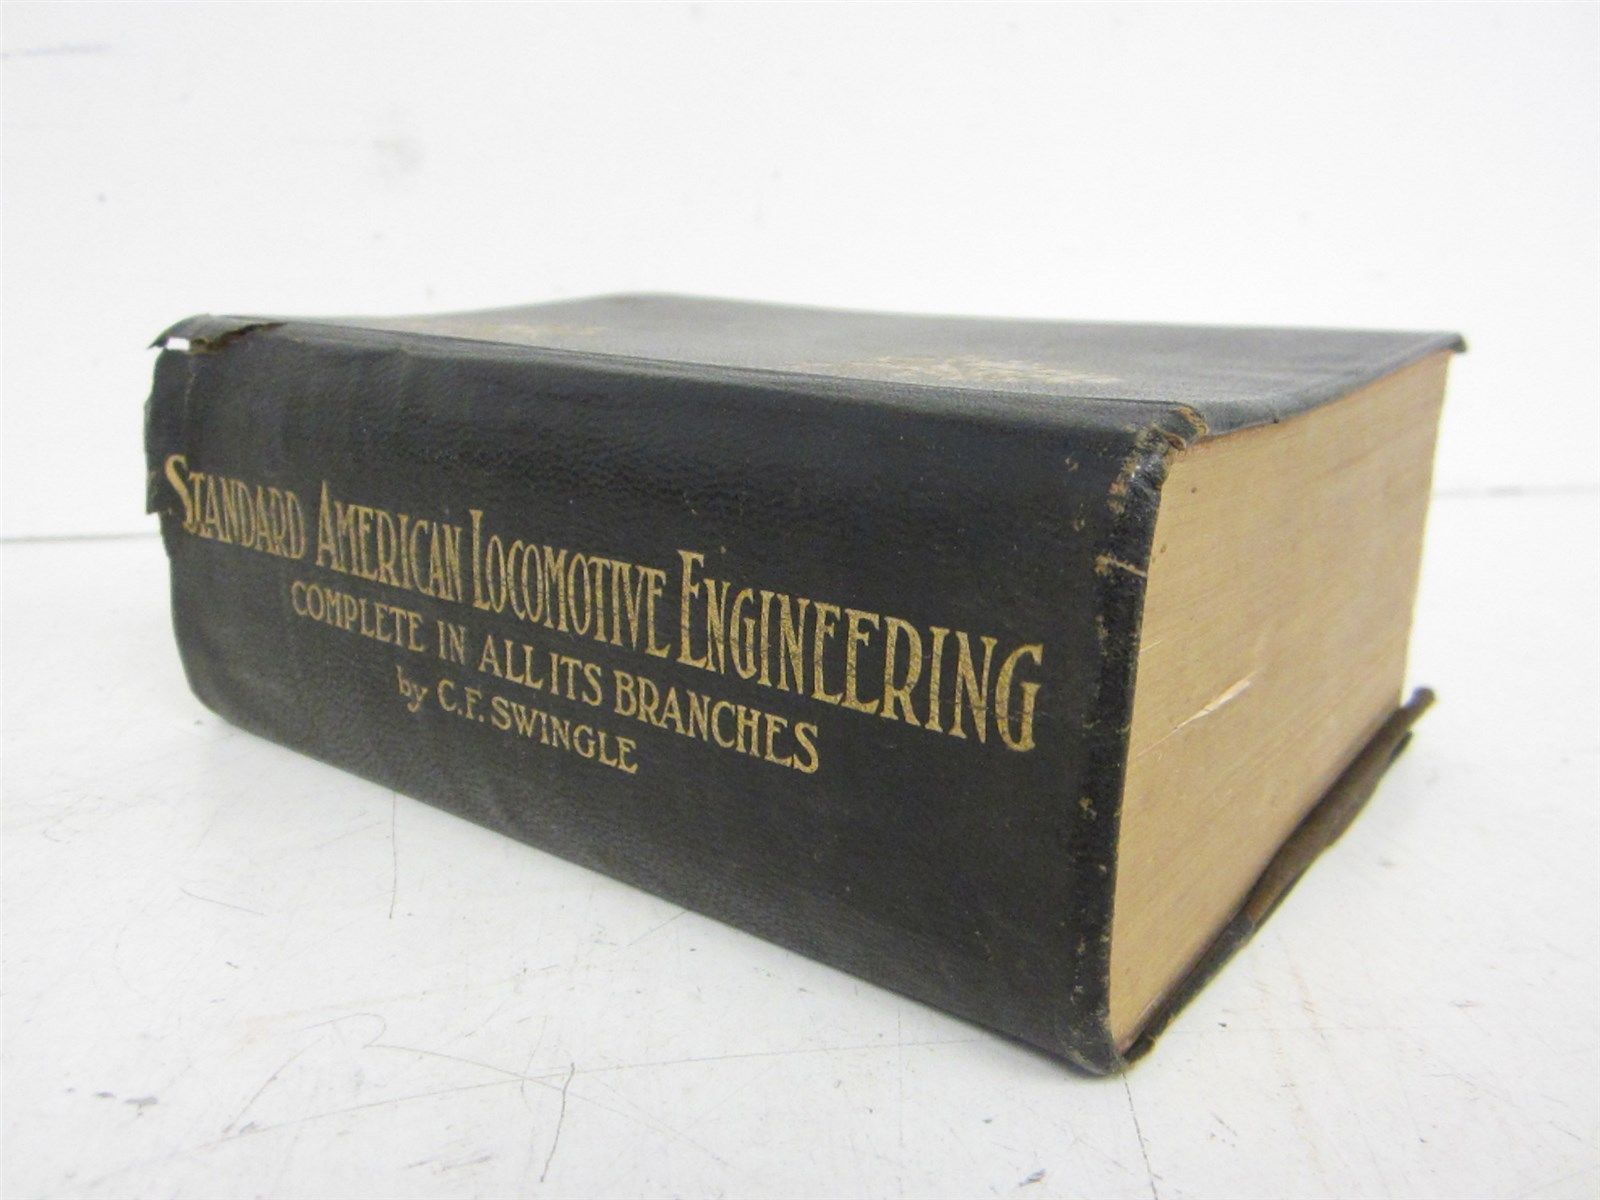 STANDARD AMERICAN LOCOMOTIVE ENGINEERING
COMPLETE IN ALL ITS BRANCHES
by C.F. SWINGLE